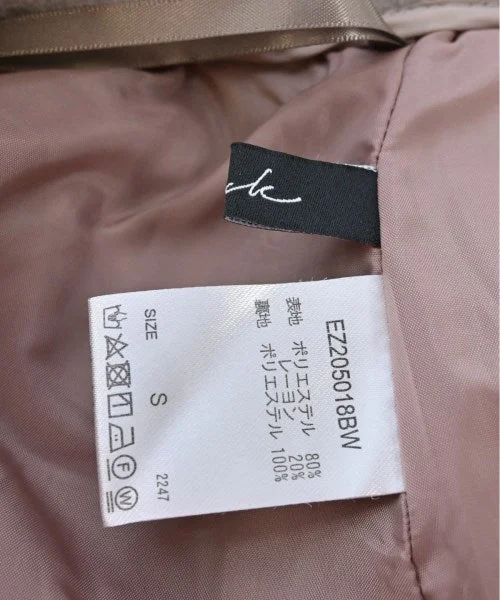 ck
EZ205018BW
表地 ポリエステル 80%
レーヨン 20%
裏地 ポリエステル 100%
SIZE S 2247
F
W